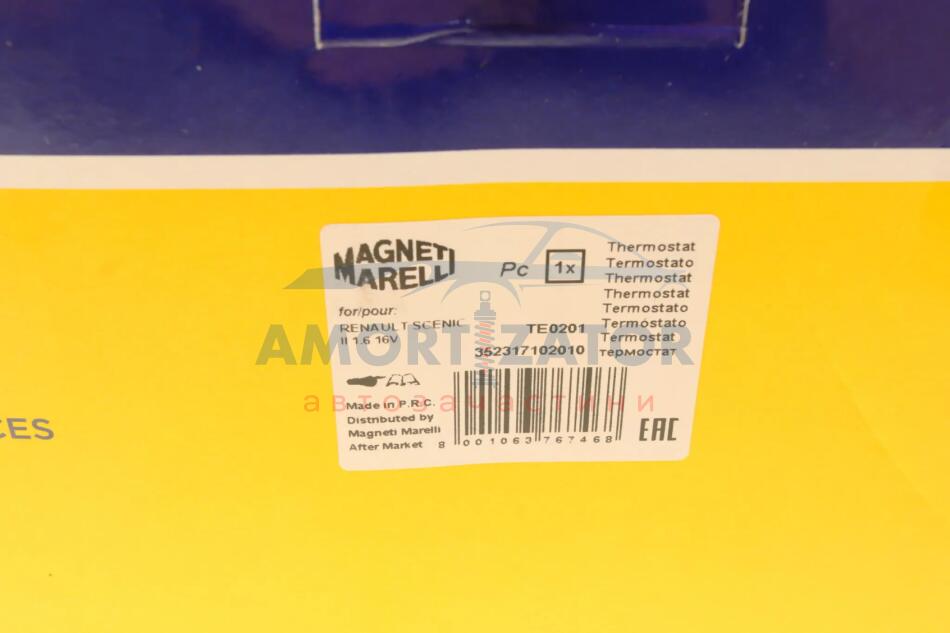 MAGNETI
MARELLI
Pc 1x
Thermostat
Termostato
Thermostat
Thermostat
Termostato
Termóstato
Termostat
термостат
for/pour:
RENAULT SCENIC
II 1.6 16V
TE0201
352317102010
AMORTIZATOR
автозапчастини
Made in P.R.C.
Distributed by
Magneti Marelli
After Market
8 001063 767468
EAC
CES